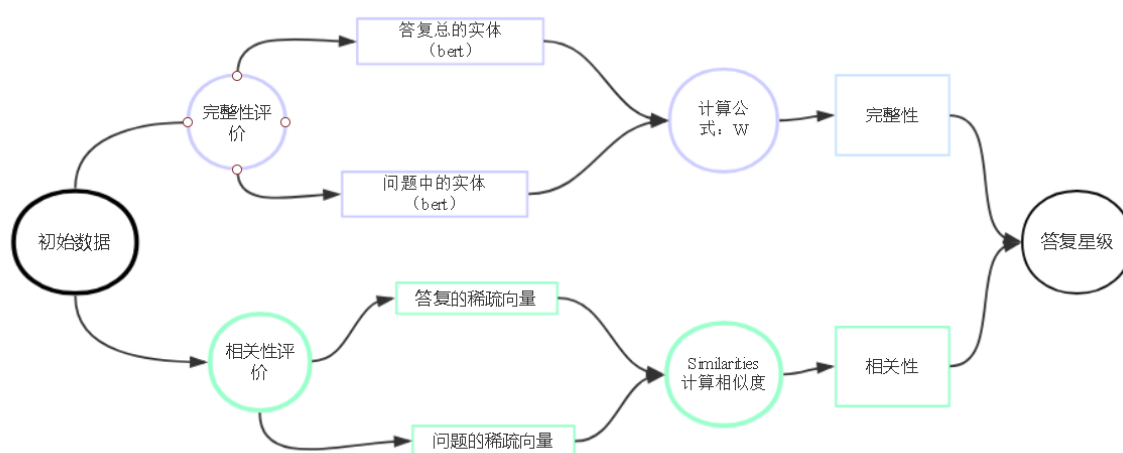 答复总的实体
（bert）
完整性评
价
计算公
式：W
完整性
问题中的实体
（bert）
初始数据
答复星级
答复的稀疏向量
相关性评
价
Similarities
计算相似度
相关性
问题的稀疏向量